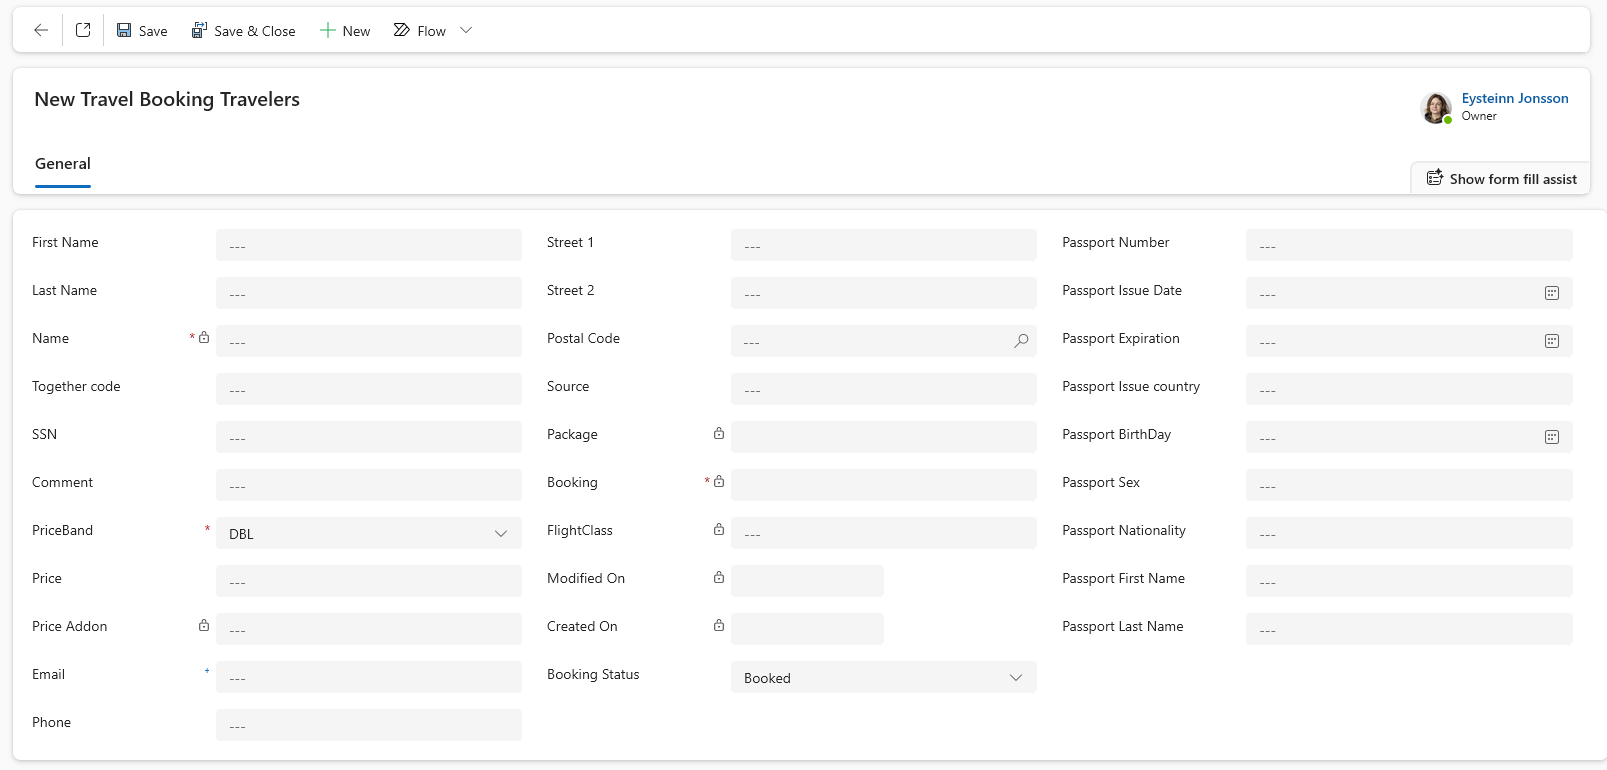 Save
Save & Close
New
Flow
New Travel Booking Travelers
Eysteinn Jonsson
Owner
General
Show form fill assist
First Name
---
Last Name
---
Name
*
---
Together code
---
SSN
---
Comment
---
PriceBand
*
DBL
Price
---
Price Addon
---
Email
+
---
Phone
---
Street 1
---
Street 2
---
Postal Code
---
Source
---
Package
Booking
*
FlightClass
---
Modified On
Created On
Booking Status
Booked
Passport Number
---
Passport Issue Date
---
Passport Expiration
---
Passport Issue country
---
Passport BirthDay
---
Passport Sex
---
Passport Nationality
---
Passport First Name
---
Passport Last Name
---